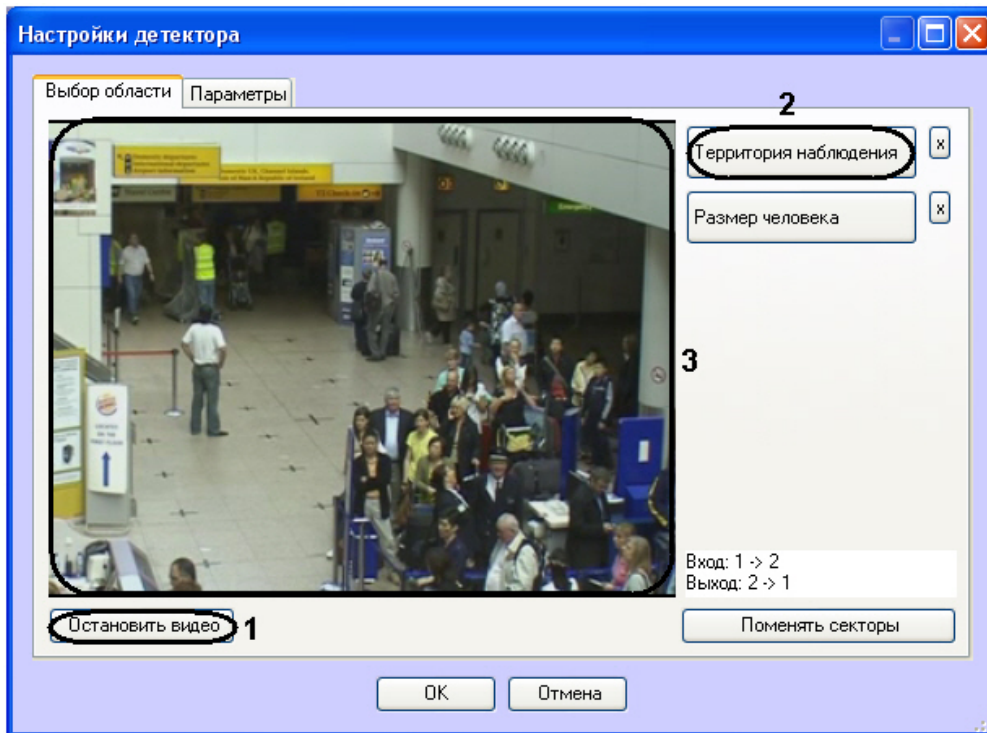 Настройки детектора
Выбор области
Параметры
2
Территория наблюдения
x
Размер человека
x
3
Вход: 1 -> 2
Выход: 2 -> 1
Остановить видео
1
Поменять секторы
OK
Отмена